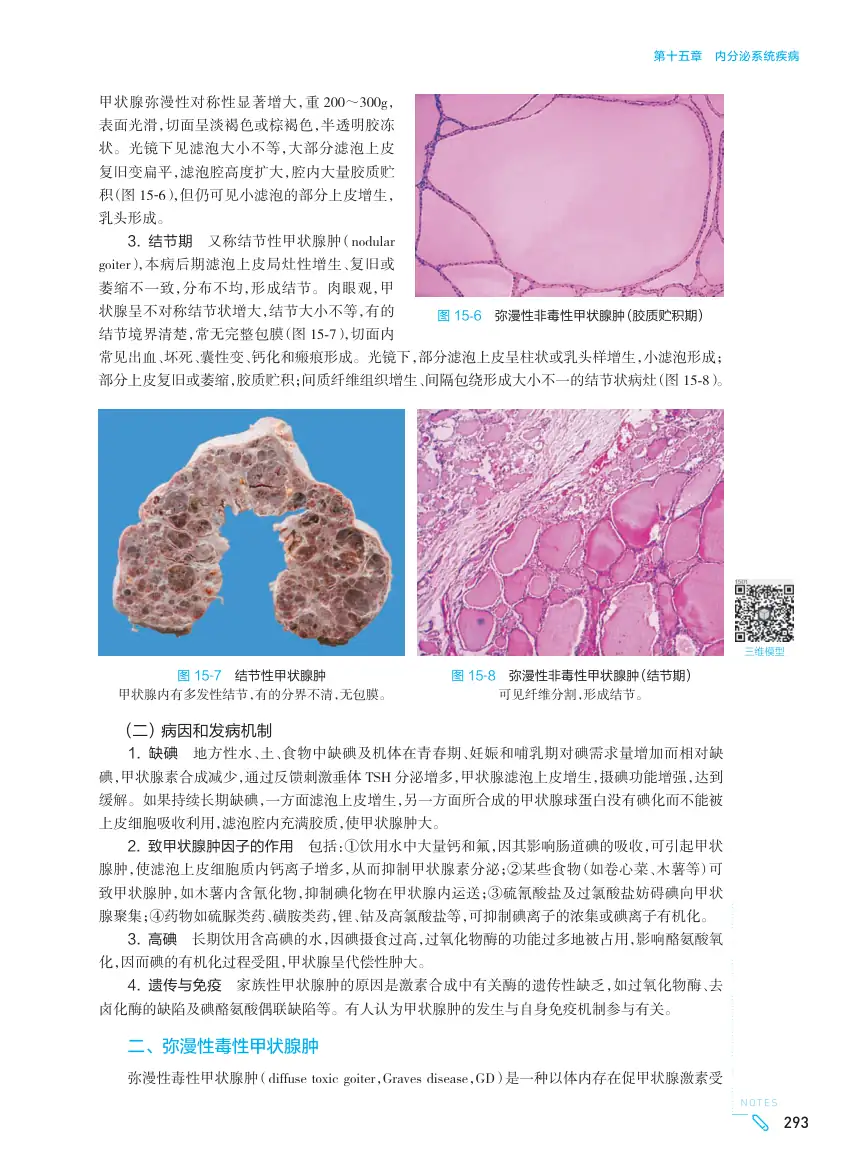 第十五章 内分泌系统疾病
甲状腺弥漫性对称性显著增大,重 200～300g,
表面光滑,切面呈淡褐色或棕褐色,半透明胶冻
状。光镜下见滤泡大小不等,大部分滤泡上皮
复旧变扁平,滤泡腔高度扩大,腔内大量胶质贮
积(图 15-6),但仍可见小滤泡的部分上皮增生,
乳头形成。
3. 结节期 又称结节性甲状腺肿(nodular
goiter),本病后期滤泡上皮局灶性增生、复旧或
萎缩不一致,分布不均,形成结节。肉眼观,甲
状腺呈不对称结节状增大,结节大小不等,有的
结节境界清楚,常无完整包膜(图 15-7),切面内
常见出血、坏死、囊性变、钙化和瘢痕形成。光镜下,部分滤泡上皮呈柱状或乳头样增生,小滤泡形成;
部分上皮复旧或萎缩,胶质贮积;间质纤维组织增生、间隔包绕形成大小不一的结节状病灶(图 15-8)。
图 15-6 弥漫性非毒性甲状腺肿(胶质贮积期)
图 15-7 结节性甲状腺肿
甲状腺内有多发性结节,有的分界不清,无包膜。
图 15-8 弥漫性非毒性甲状腺肿(结节期)
可见纤维分割,形成结节。
1501
三维模型
(二)病因和发病机制
1. 缺碘 地方性水、土、食物中缺碘及机体在青春期、妊娠和哺乳期对碘需求量增加而相对缺
碘,甲状腺素合成减少,通过反馈刺激垂体 TSH 分泌增多,甲状腺滤泡上皮增生,摄碘功能增强,达到
缓解。如果持续长期缺碘,一方面滤泡上皮增生,另一方面所合成的甲状腺球蛋白没有碘化而不能被
上皮细胞吸收利用,滤泡腔内充满胶质,使甲状腺肿大。
2. 致甲状腺肿因子的作用 包括:①饮用水中大量钙和氟,因其影响肠道碘的吸收,可引起甲状
腺肿,使滤泡上皮细胞质内钙离子增多,从而抑制甲状腺素分泌;②某些食物(如卷心菜、木薯等)可
致甲状腺肿,如木薯内含氰化物,抑制碘化物在甲状腺内运送;③硫氰酸盐及过氯酸盐妨碍碘向甲状
腺聚集;④药物如硫脲类药、磺胺类药,锂、钴及高氯酸盐等,可抑制碘离子的浓集或碘离子有机化。
3. 高碘 长期饮用含高碘的水,因碘摄食过高,过氧化物酶的功能过多地被占用,影响酪氨酸氧
化,因而碘的有机化过程受阻,甲状腺呈代偿性肿大。
4. 遗传与免疫 家族性甲状腺肿的原因是激素合成中有关酶的遗传性缺乏,如过氧化物酶、去
卤化酶的缺陷及碘酪氨酸偶联缺陷等。有人认为甲状腺肿的发生与自身免疫机制参与有关。
二、弥漫性毒性甲状腺肿
弥漫性毒性甲状腺肿(diffuse toxic goiter,Graves disease,GD)是一种以体内存在促甲状腺激素受
NOTES
293